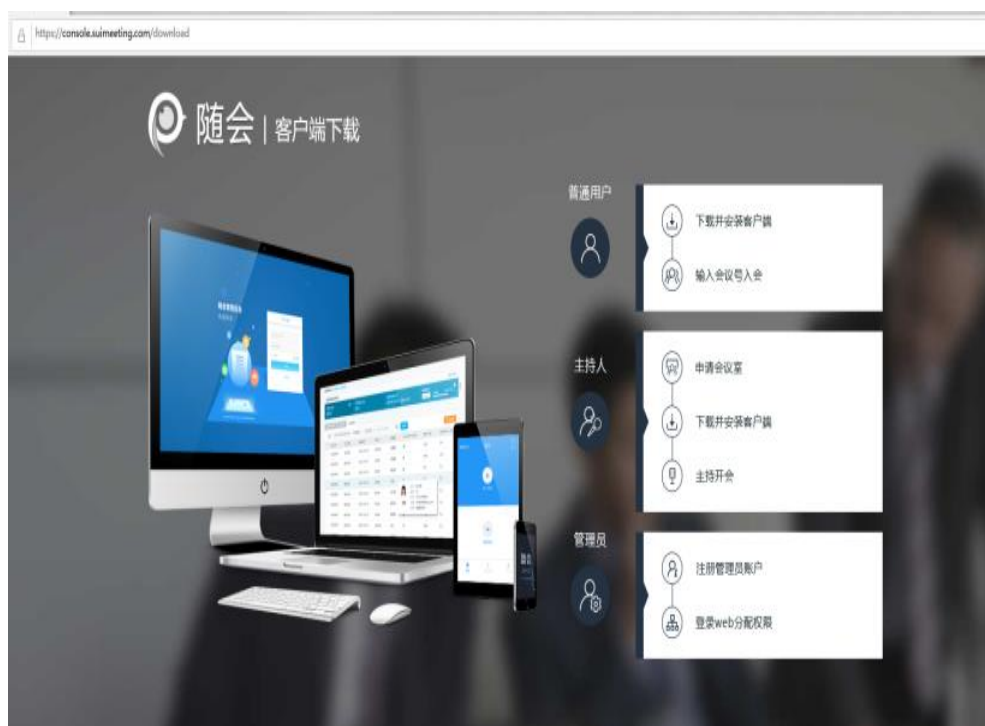 https://console.suimeeting.com/download
随会 | 客户端下载
普通用户
下载并安装客户端
输入会议号入会
主持人
申请会议室
下载并安装客户端
主持开会
管理员
注册管理员账户
登录web分配权限